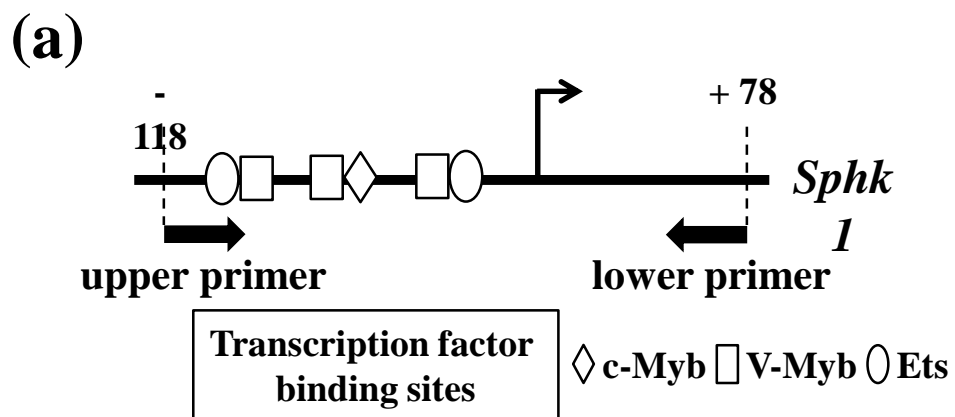 (a)
-
118
+ 78
Sphk
1
upper primer
lower primer
Transcription factor
binding sites
c-Myb V-Myb Ets